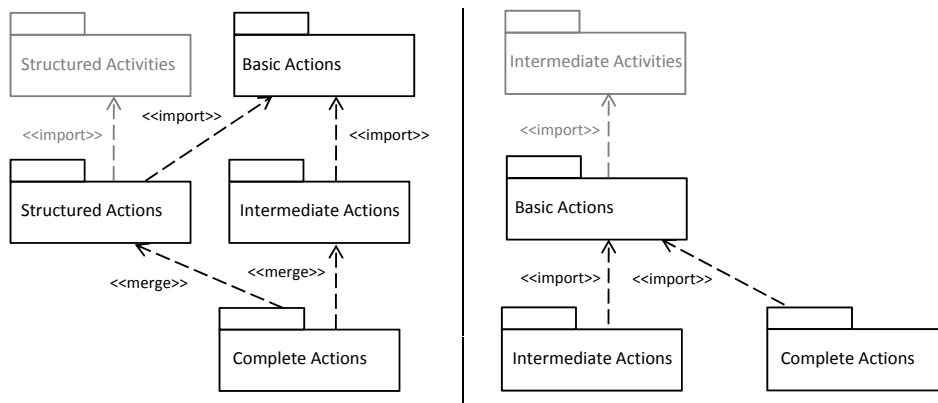 Structured Activities
Basic Actions
<<import>>
<<import>>
<<import>>
Structured Actions
Intermediate Actions
<<merge>>
<<merge>>
Complete Actions
Intermediate Activities
<<import>>
Basic Actions
<<import>>
<<import>>
Intermediate Actions
Complete Actions